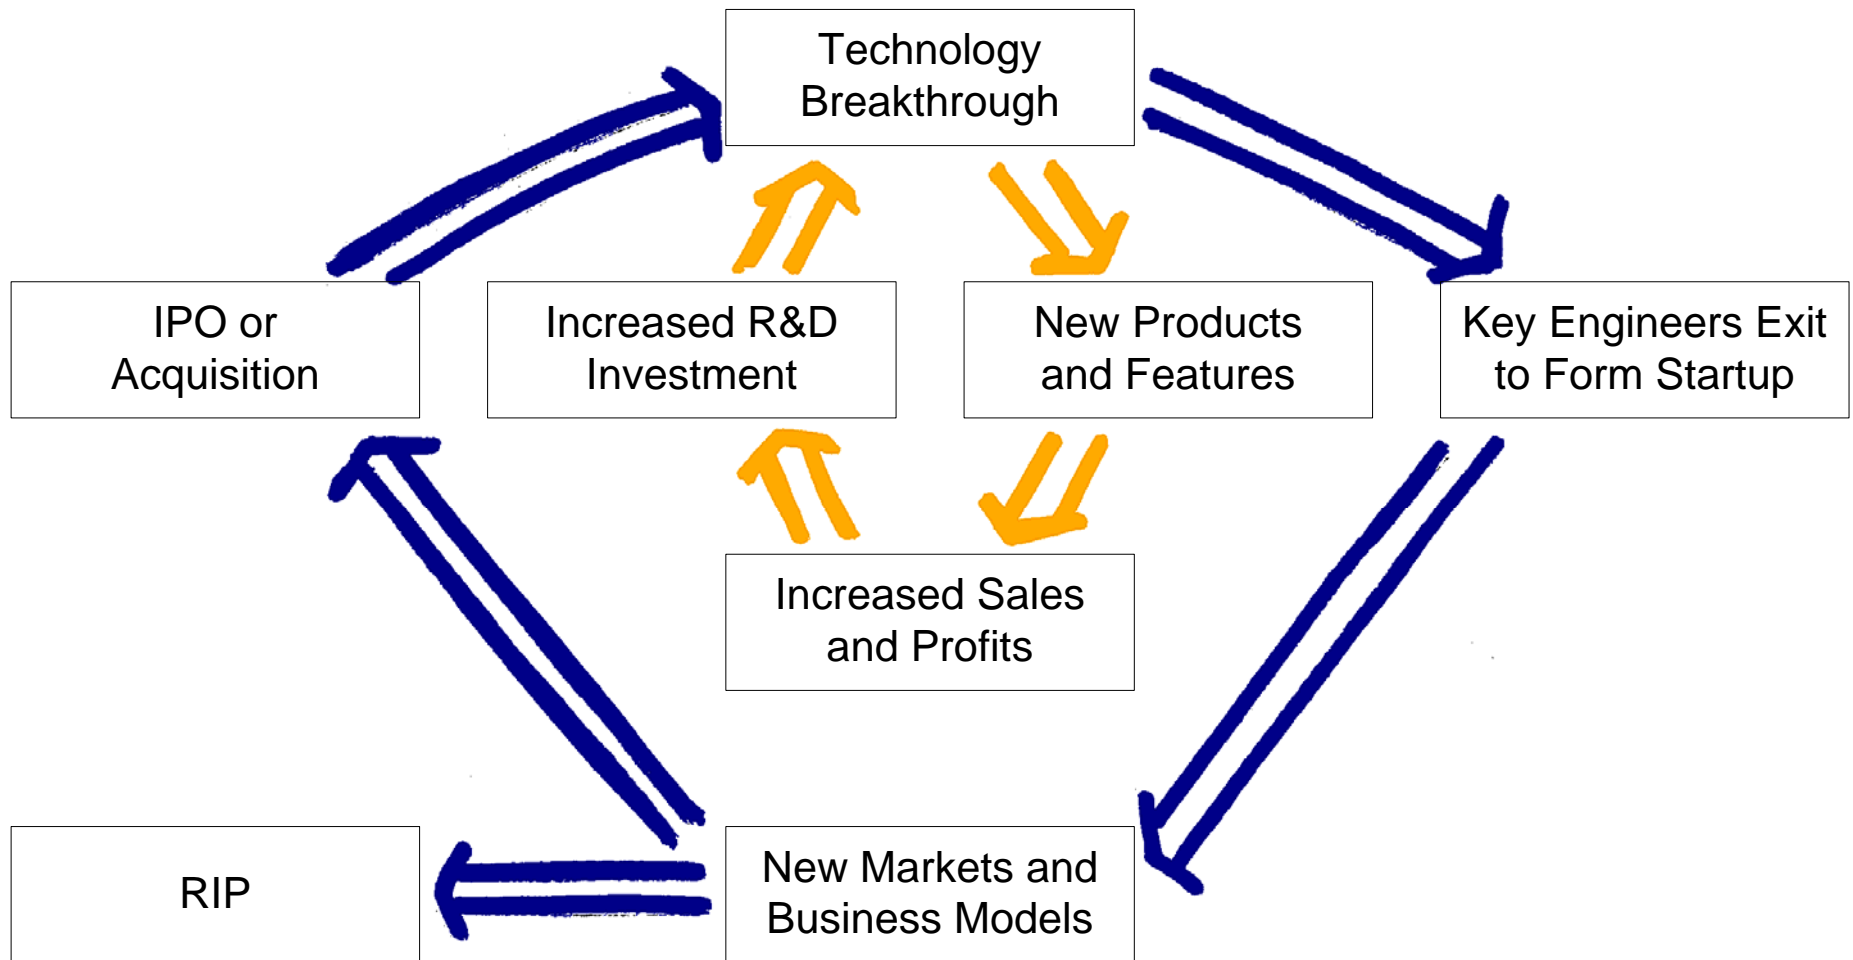 Technology
Breakthrough
IPO or
Acquisition
Increased R&D
Investment
New Products
and Features
Key Engineers Exit
to Form Startup
Increased Sales
and Profits
RIP
New Markets and
Business Models